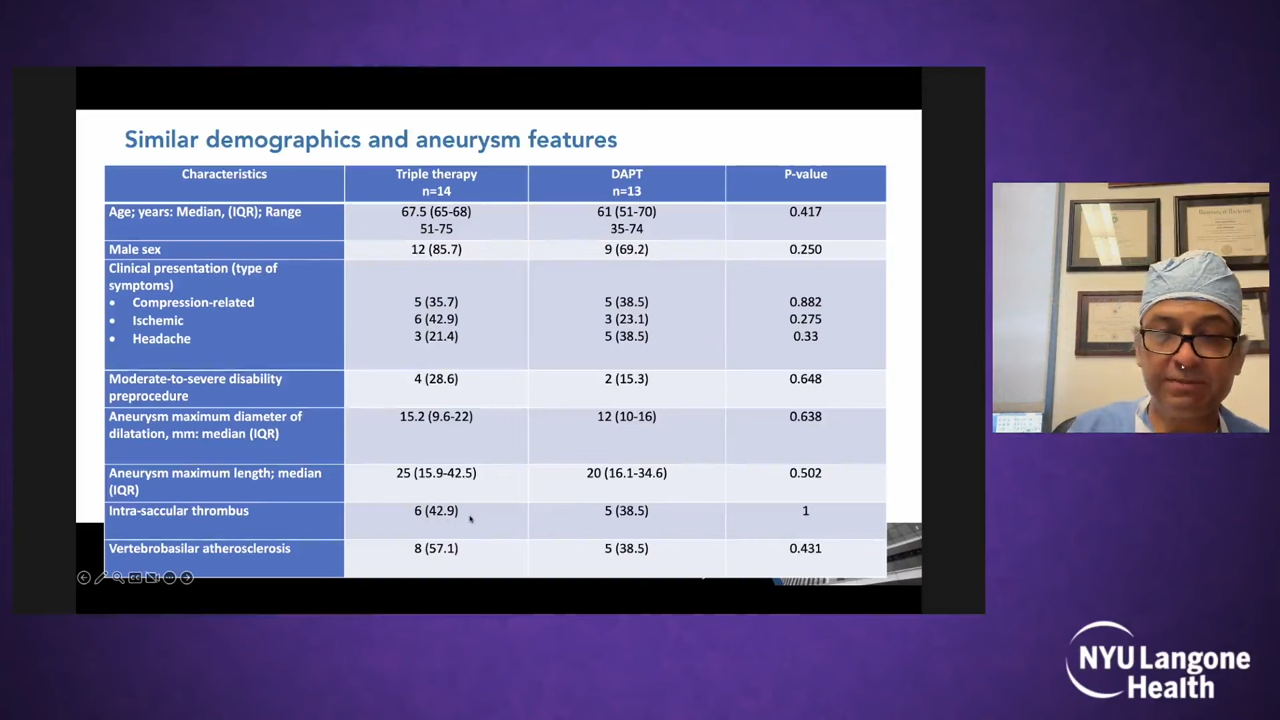 Similar demographics and aneurysm features
Characteristics
Triple therapy
n=14
DAPT
n=13
P-value
Age; years: Median, (IQR); Range
67.5 (65-68)
51-75
61 (51-70)
35-74
0.417
Male sex
12 (85.7)
9 (69.2)
0.250
Clinical presentation (type of
symptoms)
• Compression-related
5 (35.7)
5 (38.5)
0.882
• Ischemic
6 (42.9)
3 (23.1)
0.275
• Headache
3 (21.4)
5 (38.5)
0.33
Moderate-to-severe disability
preprocedure
4 (28.6)
2 (15.3)
0.648
Aneurysm maximum diameter of
dilatation, mm: median (IQR)
15.2 (9.6-22)
12 (10-16)
0.638
Aneurysm maximum length; median
(IQR)
25 (15.9-42.5)
20 (16.1-34.6)
0.502
Intra-saccular thrombus
6 (42.9)
5 (38.5)
1
Vertebrobasilar atherosclerosis
8 (57.1)
5 (38.5)
0.431
NYU Langone
Health